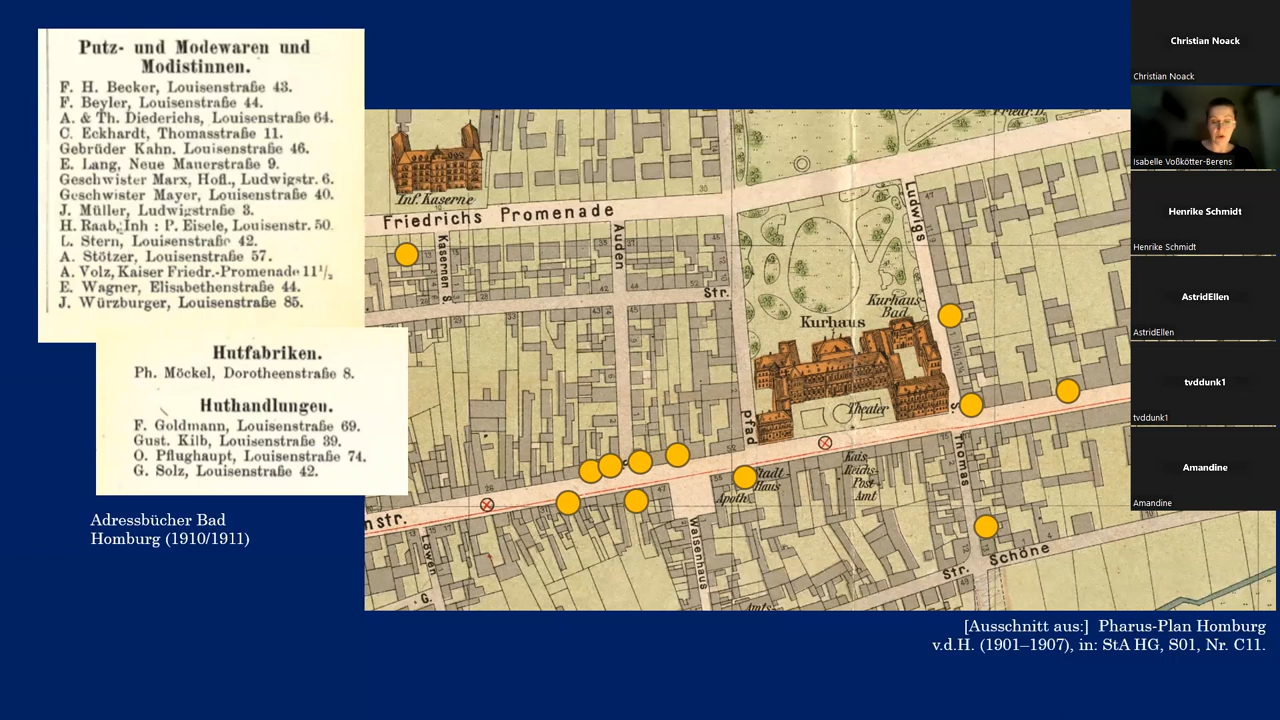 Putz- und Modewaren und
Modistinnen.
F. H. Becker, Louisenstraße 43.
F. Beyler, Louisenstraße 44.
A. & Th. Diederichs, Louisenstraße 64.
C. Eckhardt, Thomasstraße 11.
Gebrüder Kahn, Louisenstraße 46.
E. Lang, Neue Mauerstraße 9.
Geschwister Marx, Hofl., Ludwigstr. 6.
Geschwister Mayer, Louisenstraße 40.
J. Müller, Ludwigstraße 3.
H. Raab, Inh : P. Eisele, Louisenstr. 50.
L. Stern, Louisenstraße 42.
A. Stötzer, Louisenstraße 57.
A. Volz, Kaiser Friedr.-Promenade 11¹/₂
E. Wagner, Elisabethenstraße 44.
J. Würzburger, Louisenstraße 85.
Hutfabriken.
Ph. Möckel, Dorotheenstraße 8.
Huthandlungen.
F. Goldmann, Louisenstraße 69.
Gust. Kilb, Louisenstraße 39.
O. Pflughaupt, Louisenstraße 74.
G. Solz, Louisenstraße 42.
Adressbücher Bad
Homburg (1910/1911)
Inf. Kaserne
Friedrichs Promenade
Kasernen S.
Auden
Str.
Ludwigs
Kurhaus
Bad
Kurhaus
Theater
pfad
S.
Thomas
Stadt-
Haus
Apoth.
Kais.
Reichs-
Post-
Amt
nstr.
Löwen
G.
Waisenhaus
Amts-
Str.
Schöne
[Ausschnitt aus:] Pharus-Plan Homburg
v.d.H. (1901–1907), in: StA HG, S01, Nr. C11.
Christian Noack
Christian Noack
Isabelle Voßkötter-Berens
Henrike Schmidt
Henrike Schmidt
AstridEllen
AstridEllen
tvddunk1
tvddunk1
Amandine
Amandine